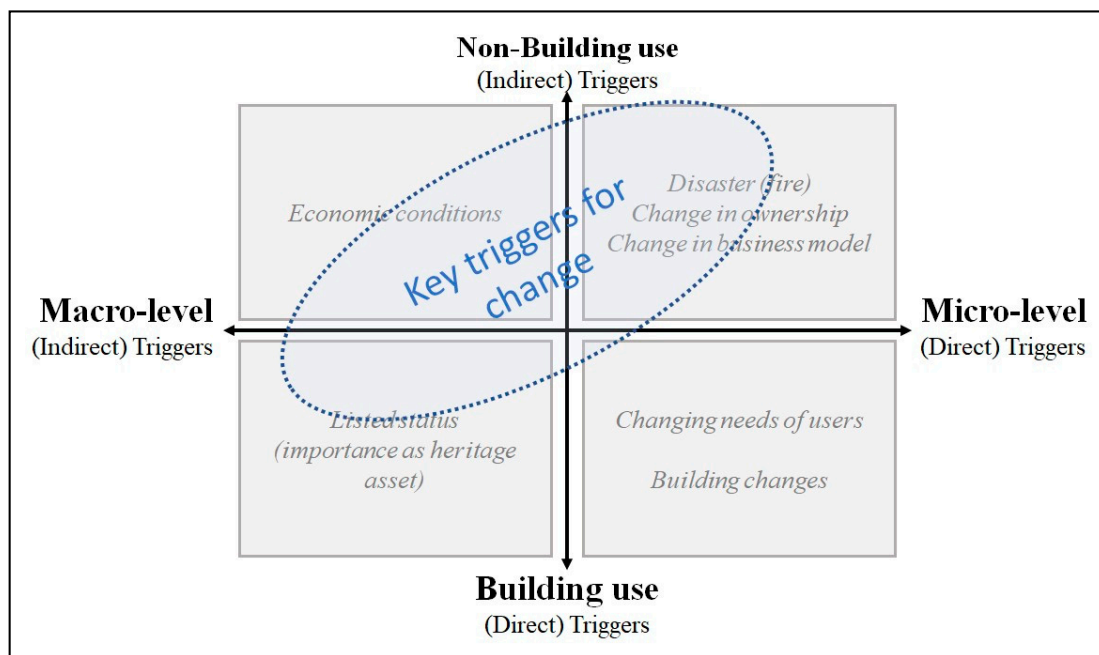 Non-Building use
(Indirect) Triggers
Economic conditions
Disaster (fire)
Change in ownership
Change in business model
Key triggers for
change
Macro-level
(Indirect) Triggers
Micro-level
(Direct) Triggers
Listed status
(importance as heritage
asset)
Changing needs of users
Building changes
Building use
(Direct) Triggers